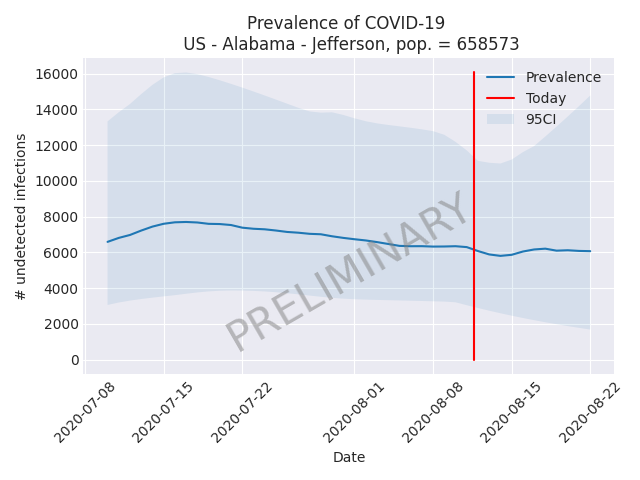 Prevalence of COVID-19
US - Alabama - Jefferson, pop. = 658573
16000
14000
12000
10000
8000
6000
4000
2000
0
# undetected infections
Prevalence
Today
95CI
PRELIMINARY
2020-07-08
2020-07-15
2020-07-22
2020-08-01
2020-08-08
2020-08-15
2020-08-22
Date